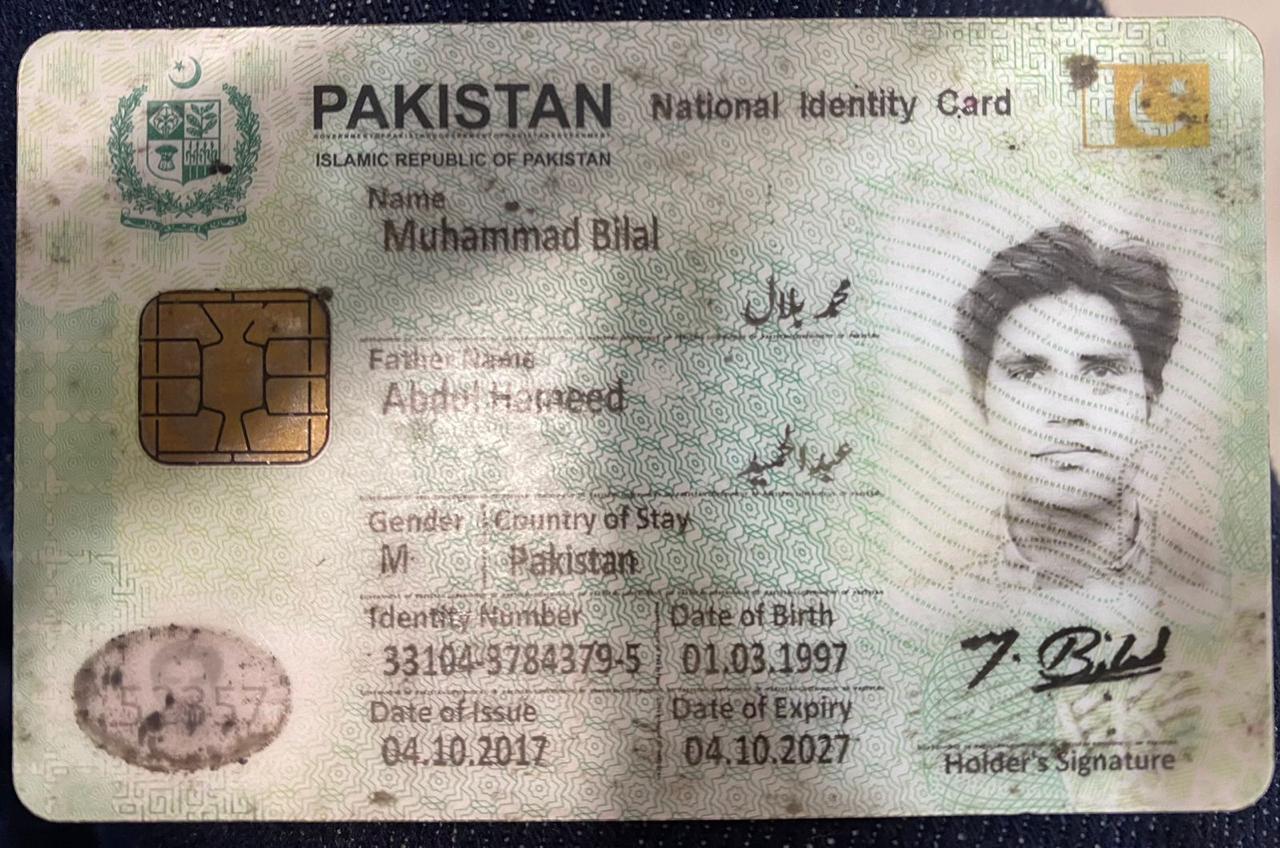 PAKISTAN National Identity Card
ISLAMIC REPUBLIC OF PAKISTAN
Name
Muhammad Bilal
محمد بلال
Father Name
Abdul Hameed
عبدالحمید
Gender Country of Stay
M Pakistan
Identity Number Date of Birth
33104-3784379-5 01.03.1997
Date of Issue Date of Expiry
04.10.2017 04.10.2027
M. Bilal
Holder's Signature